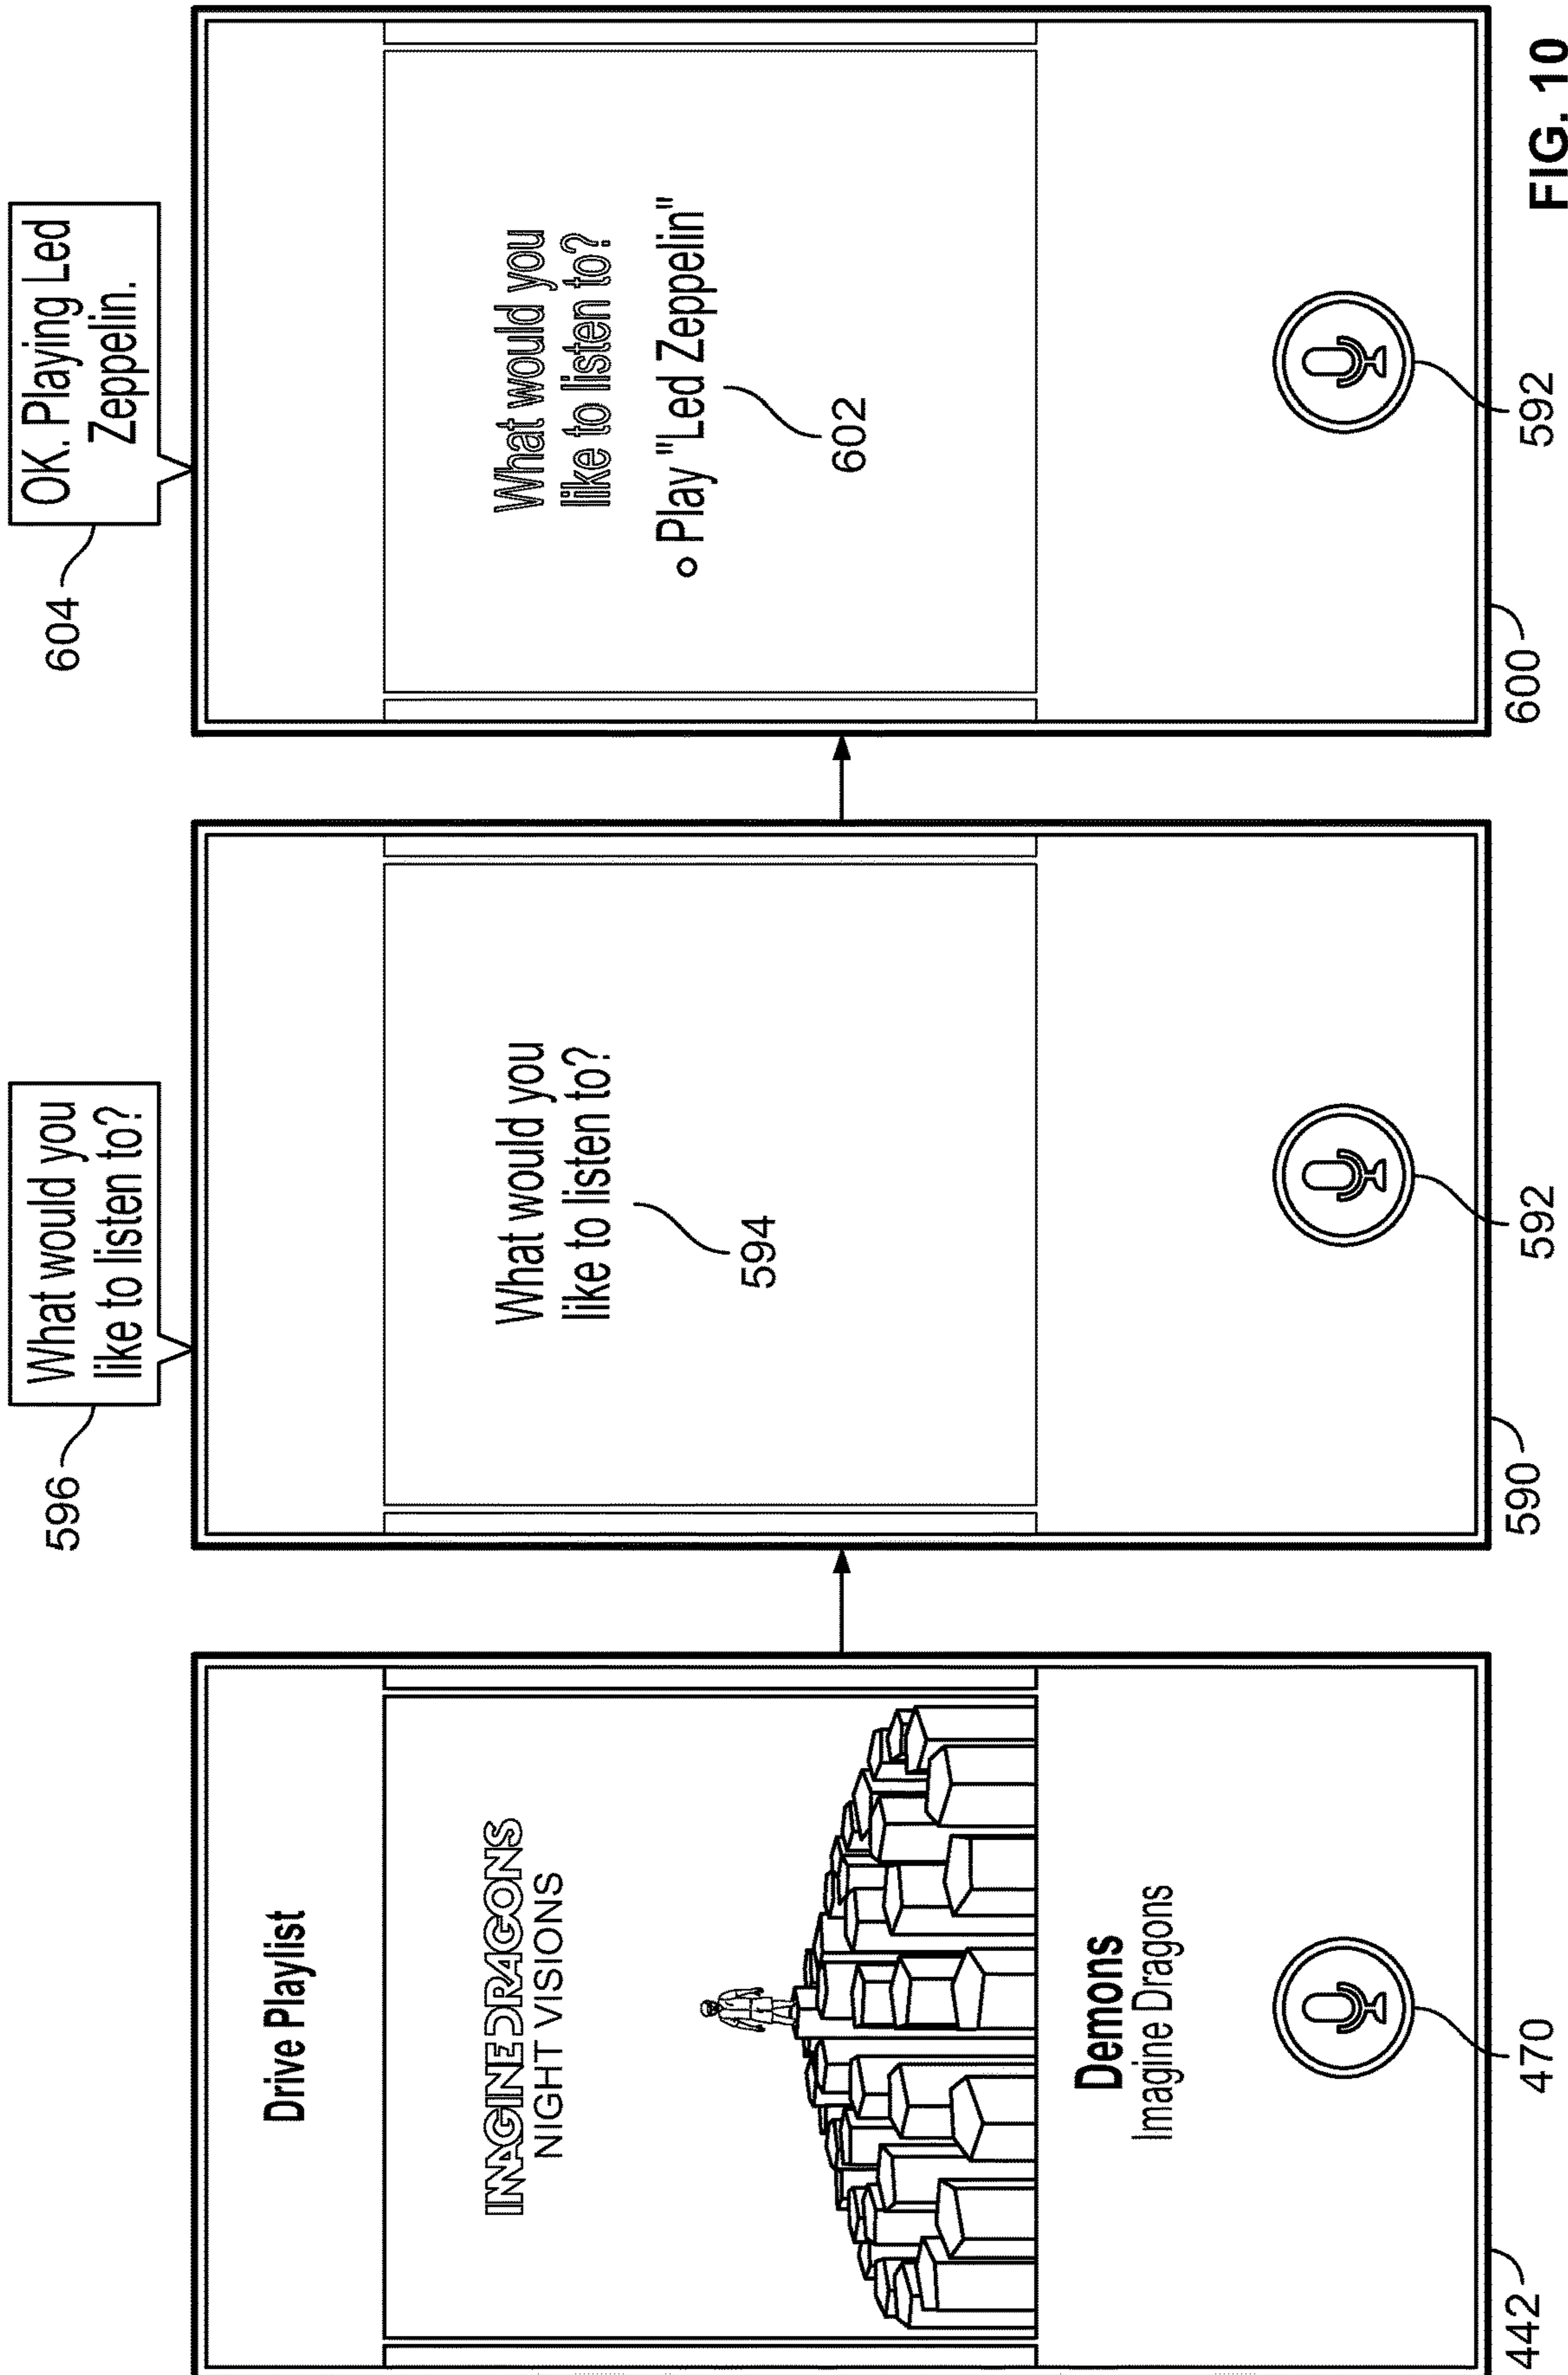 Drive Playlist
IMAGINE DRAGONS
NIGHT VISIONS
Demons
Imagine Dragons
470
442
596
What would you
like to listen to?
What would you
like to listen to?
594
592
590
604
OK. Playing Led
Zeppelin.
What would you
like to listen to?
Play "Led Zeppelin"
602
592
600
FIG. 10